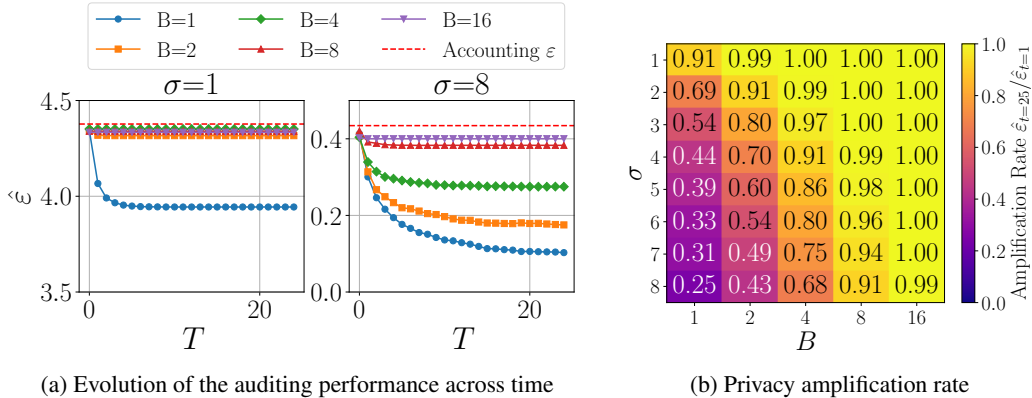 B=1
B=4
B=16
B=2
B=8
Accounting ε
σ=1
σ=8
4.5
4.0
3.5
ε̂
0
20
T
0.4
0.2
0.0
0
20
T
(a) Evolution of the auditing performance across time
1 0.91 0.99 1.00 1.00 1.00
2 0.69 0.91 0.99 1.00 1.00
3 0.54 0.80 0.97 1.00 1.00
4 0.44 0.70 0.91 0.99 1.00
5 0.39 0.60 0.86 0.98 1.00
6 0.33 0.54 0.80 0.96 1.00
7 0.31 0.49 0.75 0.94 1.00
8 0.25 0.43 0.68 0.91 0.99
σ
1 2 4 8 16
B
1.0
0.8
0.6
0.4
0.2
0.0
Amplification Rate ε̂t=25/ε̂t=1
(b) Privacy amplification rate